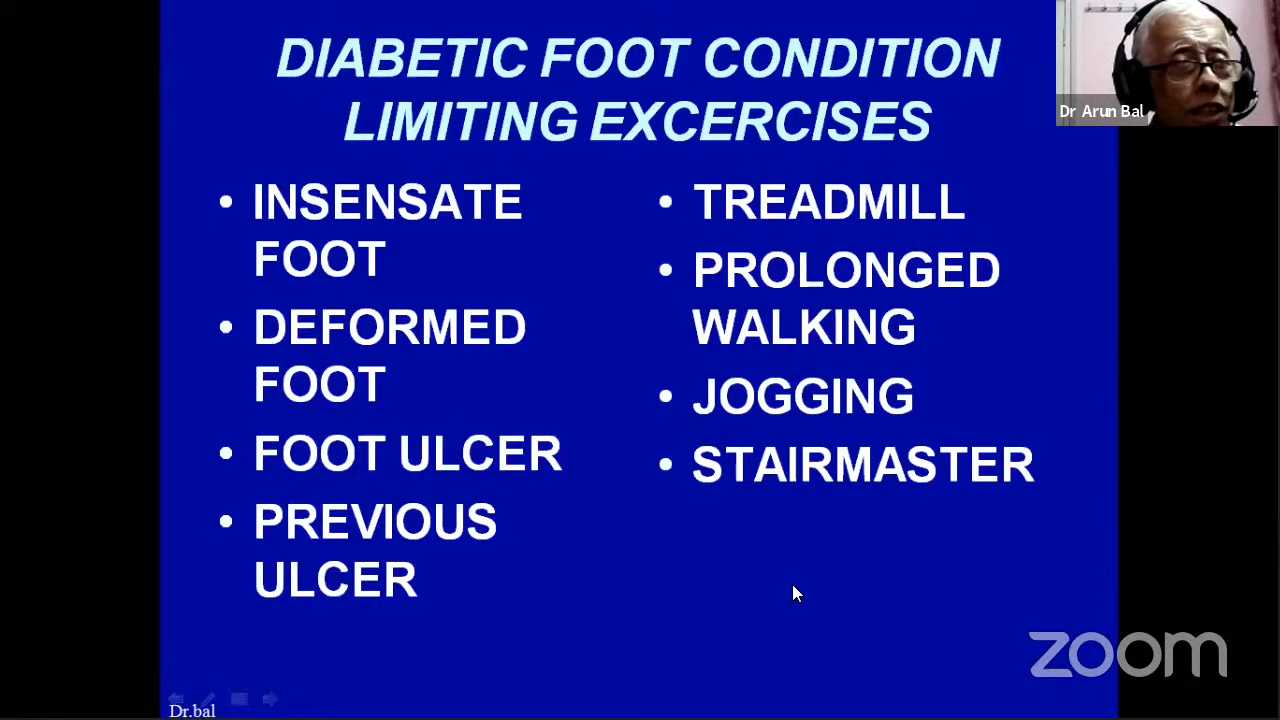 DIABETIC FOOT CONDITION
LIMITING EXCERCISES
Dr Arun Bal
• INSENSATE
FOOT
• DEFORMED
FOOT
• FOOT ULCER
• PREVIOUS
ULCER
• TREADMILL
• PROLONGED
WALKING
• JOGGING
• STAIRMASTER
zoom
Dr.bal